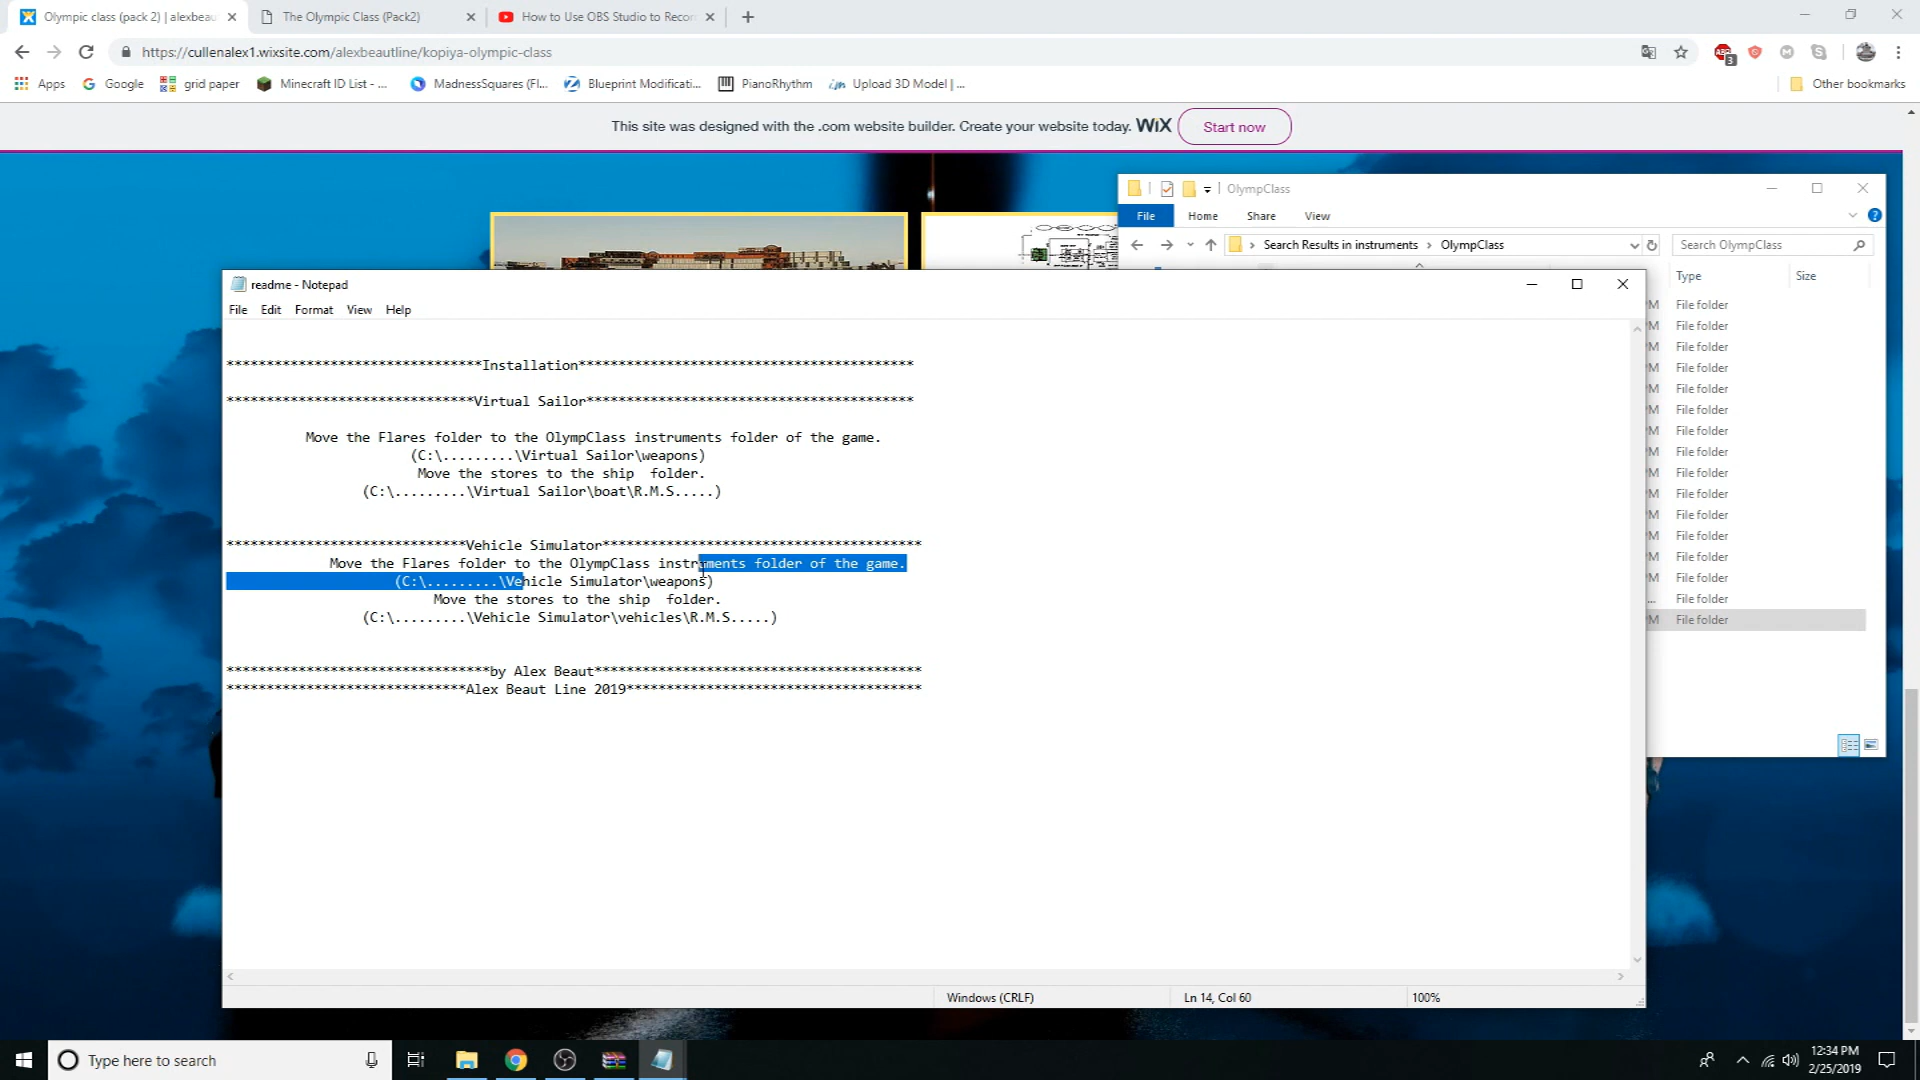 Olympic class (pack 2) | alexbeau
The Olympic Class (Pack2)
How to Use OBS Studio to Recor
https://cullenalex1.wixsite.com/alexbeautline/kopiya-olympic-class
ABP
3
Apps
Google
grid paper
Minecraft ID List - ...
MadnessSquares (Fl...
Blueprint Modificati...
PianoRhythm
Upload 3D Model | ...
Other bookmarks
This site was designed with the .com website builder. Create your website today. WiX
Start now
OlympClass
File Home Share View
Search Results in instruments > OlympClass
Search OlympClass
Type Size
M File folder
M File folder
M File folder
M File folder
M File folder
M File folder
M File folder
M File folder
M File folder
M File folder
M File folder
M File folder
M File folder
M File folder
... File folder
M File folder
readme - Notepad
File Edit Format View Help
********************************Installation******************************************
*******************************Virtual Sailor*****************************************
Move the Flares folder to the OlympClass instruments folder of the game.
(C:\.........\Virtual Sailor\weapons)
Move the stores to the ship  folder.
(C:\.........\Virtual Sailor\boat\R.M.S.....)
******************************Vehicle Simulator****************************************
Move the Flares folder to the OlympClass instruments folder of the game.
(C:\.........\Vehicle Simulator\weapons)
Move the stores to the ship  folder.
(C:\.........\Vehicle Simulator\vehicles\R.M.S.....)
*********************************by Alex Beaut*****************************************
******************************Alex Beaut Line 2019*************************************
Windows (CRLF)
Ln 14, Col 60
100%
Type here to search
12:34 PM
2/25/2019